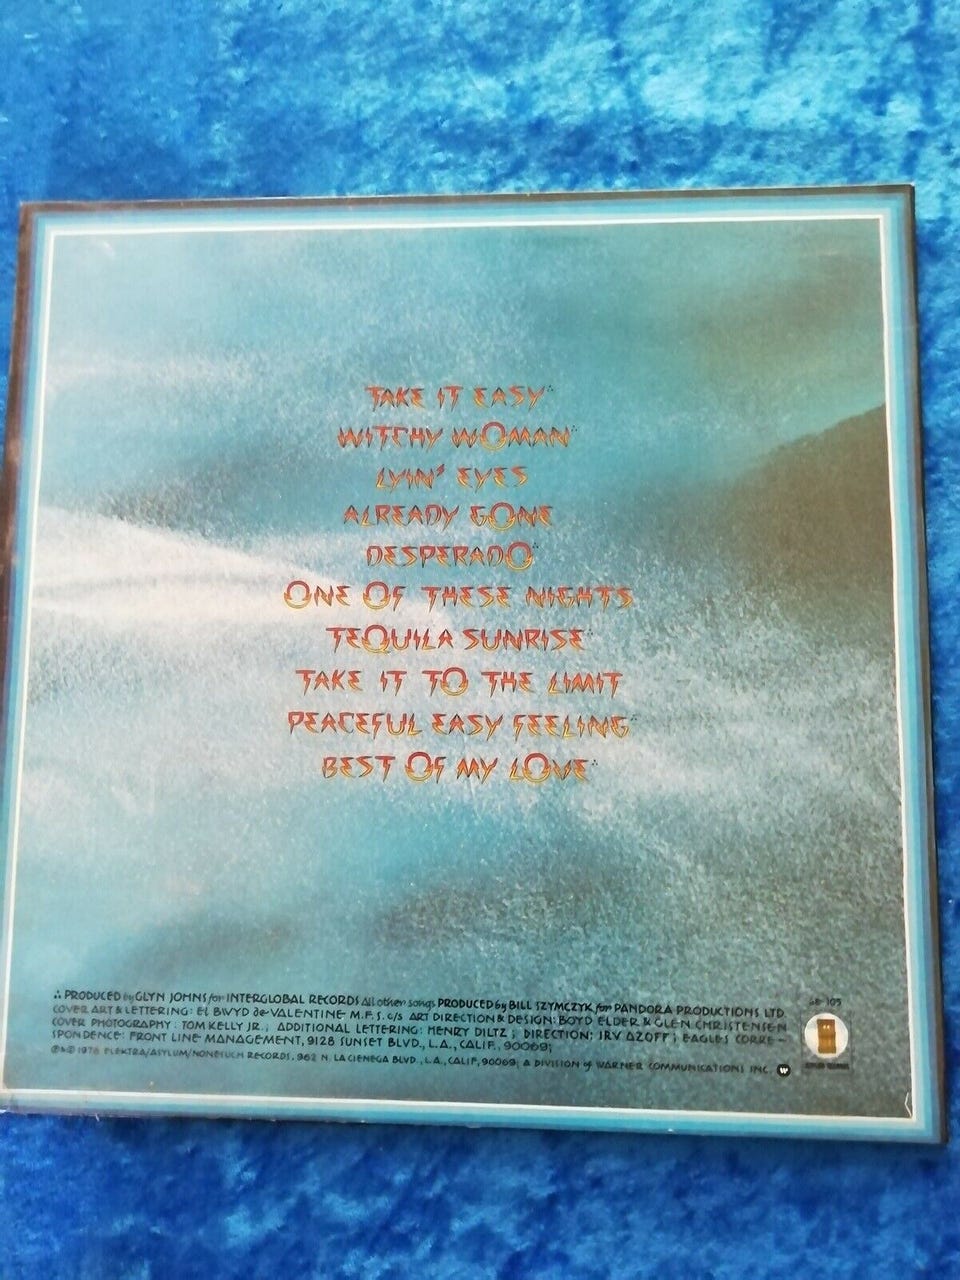 TAKE IT EASY∴
WITCHY WOMAN∴
LYIN' EYES
ALREADY GONE
DESPERADO∴
ONE OF THESE NIGHTS
TEQUILA SUNRISE∴
TAKE IT TO THE LIMIT
PEACEFUL EASY FEELING∴
BEST OF MY LOVE∴
∴ PRODUCED by GLYN JOHNS for INTERGLOBAL RECORDS All other songs PRODUCED by BILL SZYMCZYK for PANDORA PRODUCTIONS LTD.
COVER ART & LETTERING: EL BWYD de VALENTINE M.F.S. c/s ART DIRECTION & DESIGN: BOYD ELDER & GLEN CHRISTENSEN
COVER PHOTOGRAPHY: TOM KELLY JR.; ADDITIONAL LETTERING: HENRY DILTZ; DIRECTION: IRV AZOFF; EAGLES CORRE-
SPONDENCE: FRONT LINE MANAGEMENT, 9128 SUNSET BLVD., L.A., CALIF. 90069;
℗&© 1976 ELEKTRA/ASYLUM/NONESUCH RECORDS, 962 N. LA CIENEGA BLVD., L.A., CALIF. 90069; A DIVISION of WARNER COMMUNICATIONS INC. W
6E-105
ASYLUM RECORDS